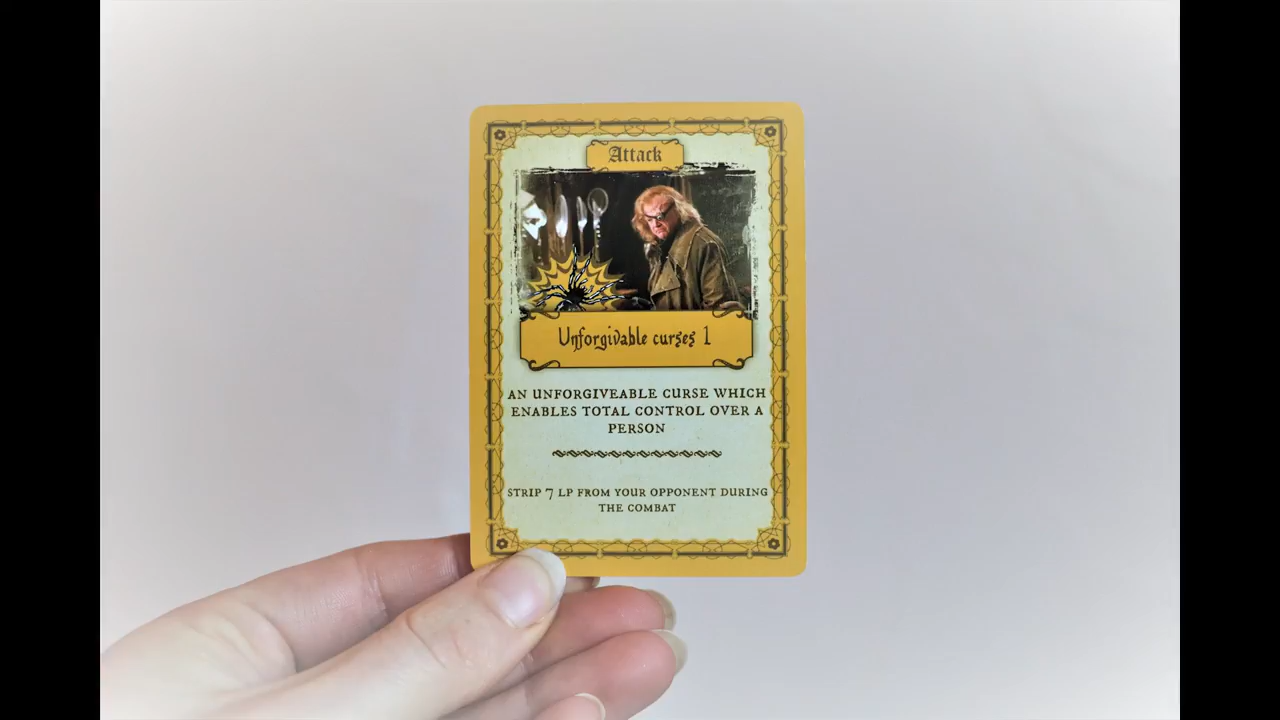 Attack
Unforgivable curses 1
AN UNFORGIVEABLE CURSE WHICH
ENABLES TOTAL CONTROL OVER A
PERSON
STRIP 7 LP FROM YOUR OPPONENT DURING
THE COMBAT